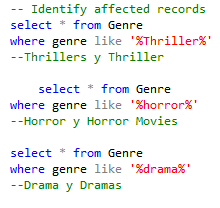 -- Identify affected records
select * from Genre
where genre like '%Thriller%'
--Thrillers y Thriller
select * from Genre
where genre like '%horror%'
--Horror y Horror Movies
select * from Genre
where genre like '%drama%'
--Drama y Dramas